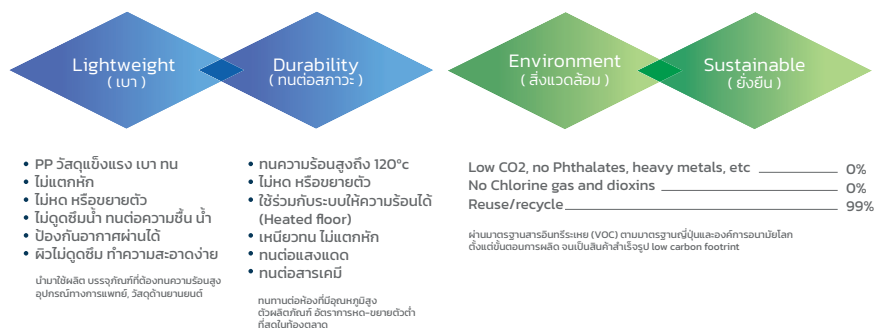 Lightweight
( เบา )
Durability
( ทนต่อสภาวะ )
Environment
( สิ่งแวดล้อม )
Sustainable
( ยั่งยืน )
• PP วัสดุแข็งแรง เบา ทน
• ไม่แตกหัก
• ไม่หด หรือขยายตัว
• ไม่ดูดซึมน้ำ ทนต่อความชื้น น้ำ
• ป้องกันอากาศผ่านได้
• ผิวไม่ดูดซึม ทำความสะอาดง่าย
นำมาใช้ผลิต บรรจุภัณฑ์ที่ต้องทนความร้อนสูง
อุปกรณ์ทางการแพทย์, วัสดุด้านยานยนต์
• ทนความร้อนสูงถึง 120°c
• ไม่หด หรือขยายตัว
• ใช้ร่วมกับระบบให้ความร้อนได้
(Heated floor)
• เหนียวทน ไม่แตกหัก
• ทนต่อแสงแดด
• ทนต่อสารเคมี
ทนทานต่อห้องที่มีอุณหภูมิสูง
ตัวผลิตภัณฑ์ อัตราการหด-ขยายตัวต่ำ
ที่สุดในท้องตลาด
Low CO2, no Phthalates, heavy metals, etc 0%
No Chlorine gas and dioxins 0%
Reuse/recycle 99%
ผ่านมาตรฐานสารอินทรีระเหย (VOC) ตามมาตรฐานญี่ปุ่นและองค์การอนามัยโลก
ตั้งแต่ขั้นตอนการผลิต จนเป็นสินค้าสำเร็จรูป low carbon footrint